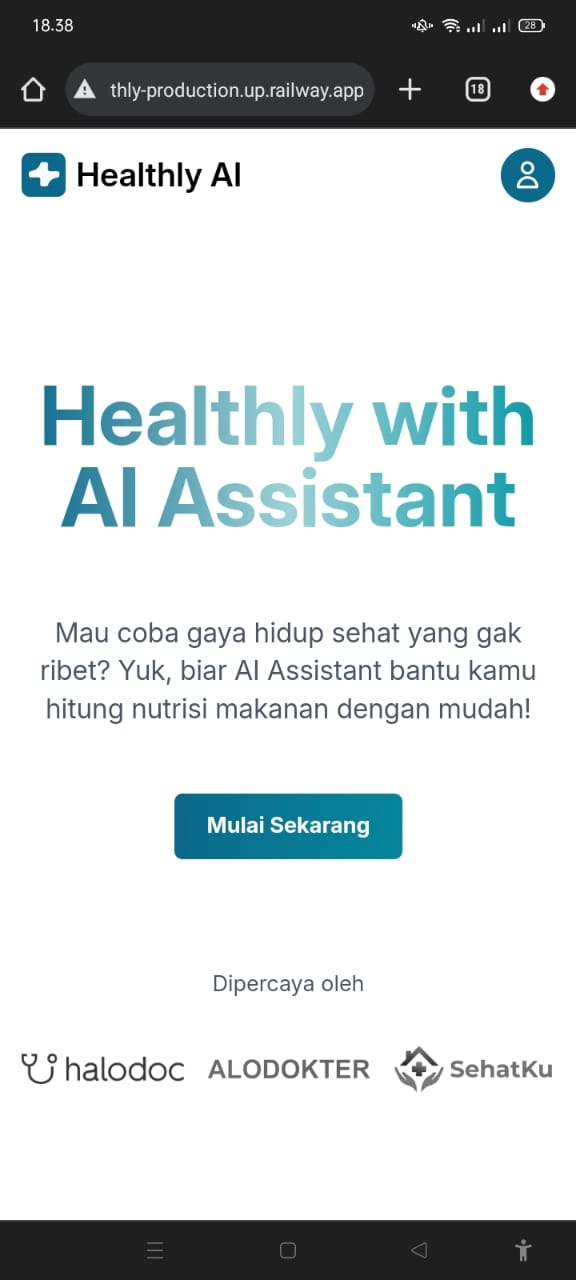 18.38
28
thly-production.up.railway.app
18
Healthly AI
Healthly with
AI Assistant
Mau coba gaya hidup sehat yang gak
ribet? Yuk, biar AI Assistant bantu kamu
hitung nutrisi makanan dengan mudah!
Mulai Sekarang
Dipercaya oleh
halodoc ALODOKTER SehatKu